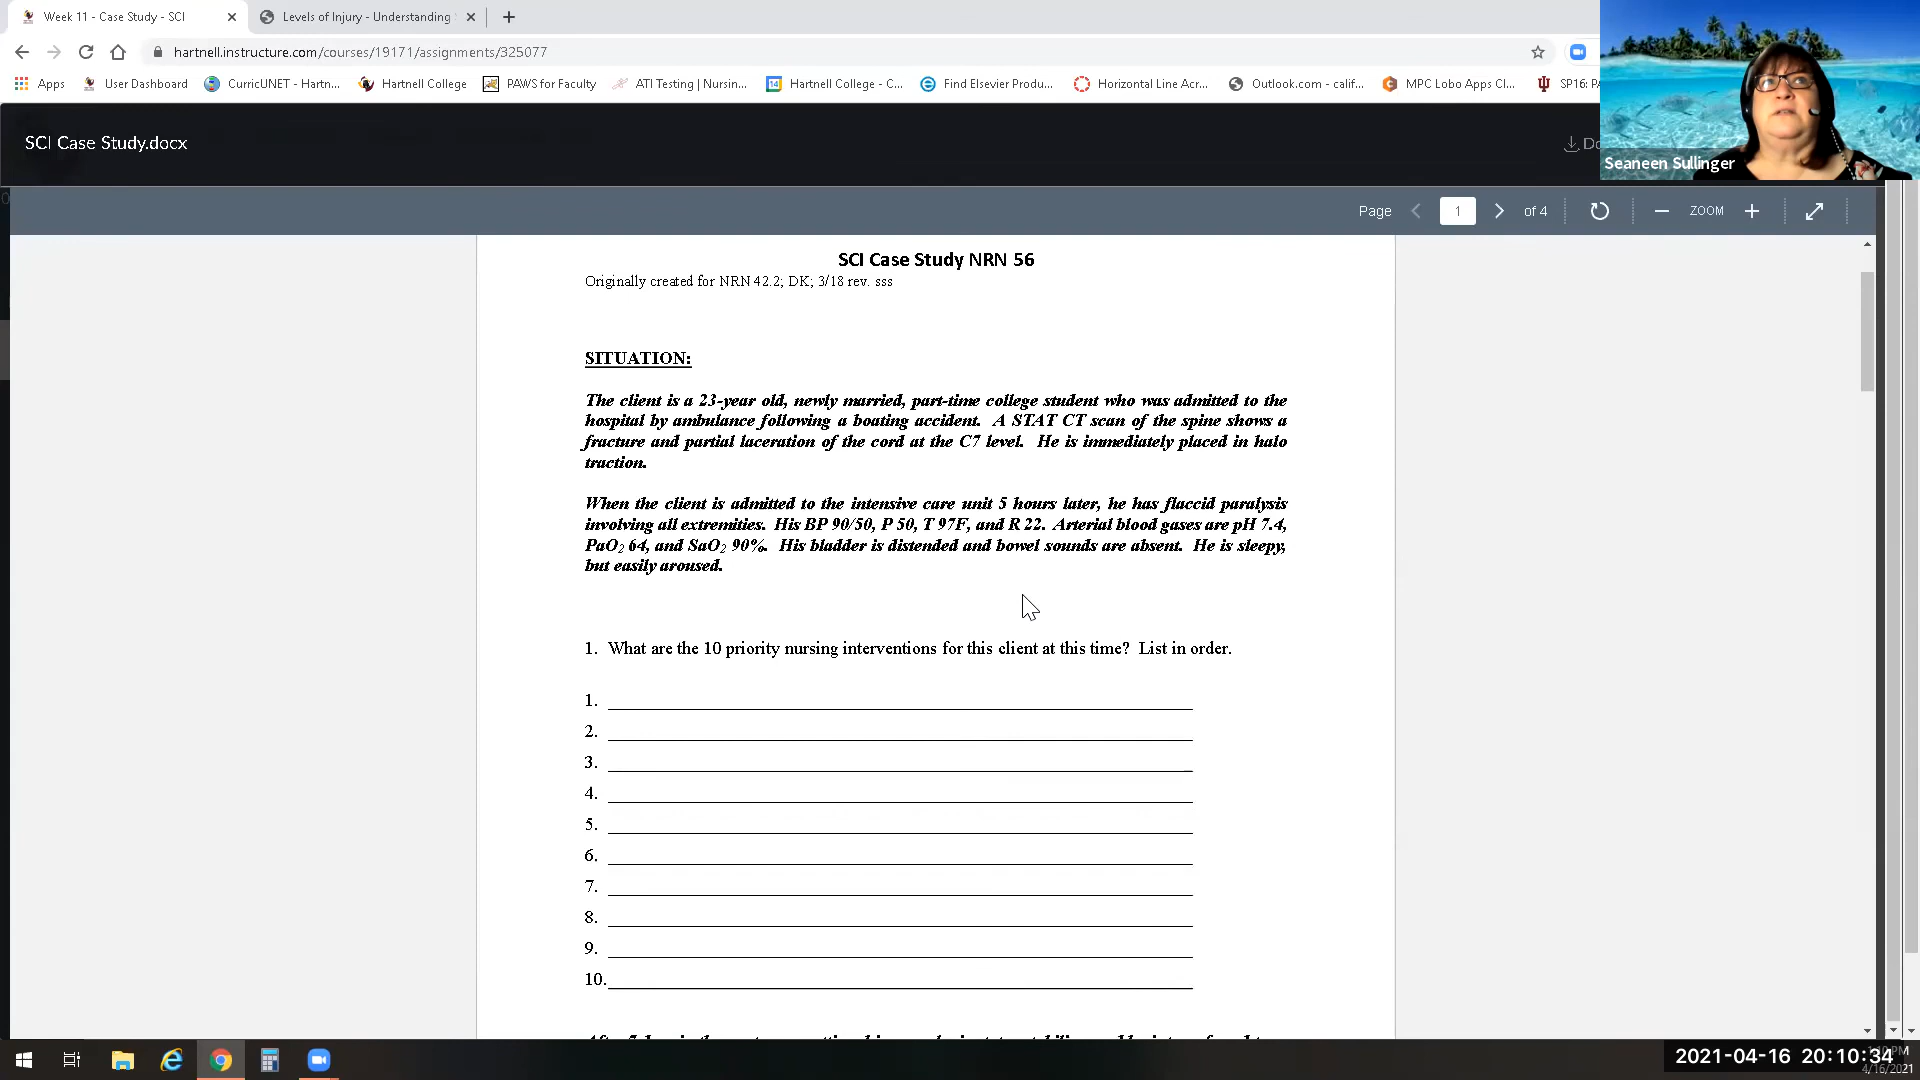 Week 11 - Case Study - SCI
Levels of Injury - Understanding
hartnell.instructure.com/courses/19171/assignments/325077
Apps
User Dashboard
CurricUNET - Hartn...
Hartnell College
PAWS for Faculty
ATI Testing | Nursin...
Hartnell College - C...
Find Elsevier Produ...
Horizontal Line Acr...
Outlook.com - calif...
MPC Lobo Apps Cl...
SP16:
SCI Case Study.docx
Seaneen Sullinger
Page 1 of 4 ZOOM
SCI Case Study NRN 56
Originally created for NRN 42.2; DK; 3/18 rev. sss
SITUATION:
The client is a 23-year old, newly married, part-time college student who was admitted to the
hospital by ambulance following a boating accident. A STAT CT scan of the spine shows a
fracture and partial laceration of the cord at the C7 level. He is immediately placed in halo
traction.
When the client is admitted to the intensive care unit 5 hours later, he has flaccid paralysis
involving all extremities. His BP 90/50, P 50, T 97F, and R 22. Arterial blood gases are pH 7.4,
PaO2 64, and SaO2 90%. His bladder is distended and bowel sounds are absent. He is sleepy,
but easily aroused.
1. What are the 10 priority nursing interventions for this client at this time? List in order.
1.
2.
3.
4.
5.
6.
7.
8.
9.
10.
2021-04-16 20:10:34
4/16/2021